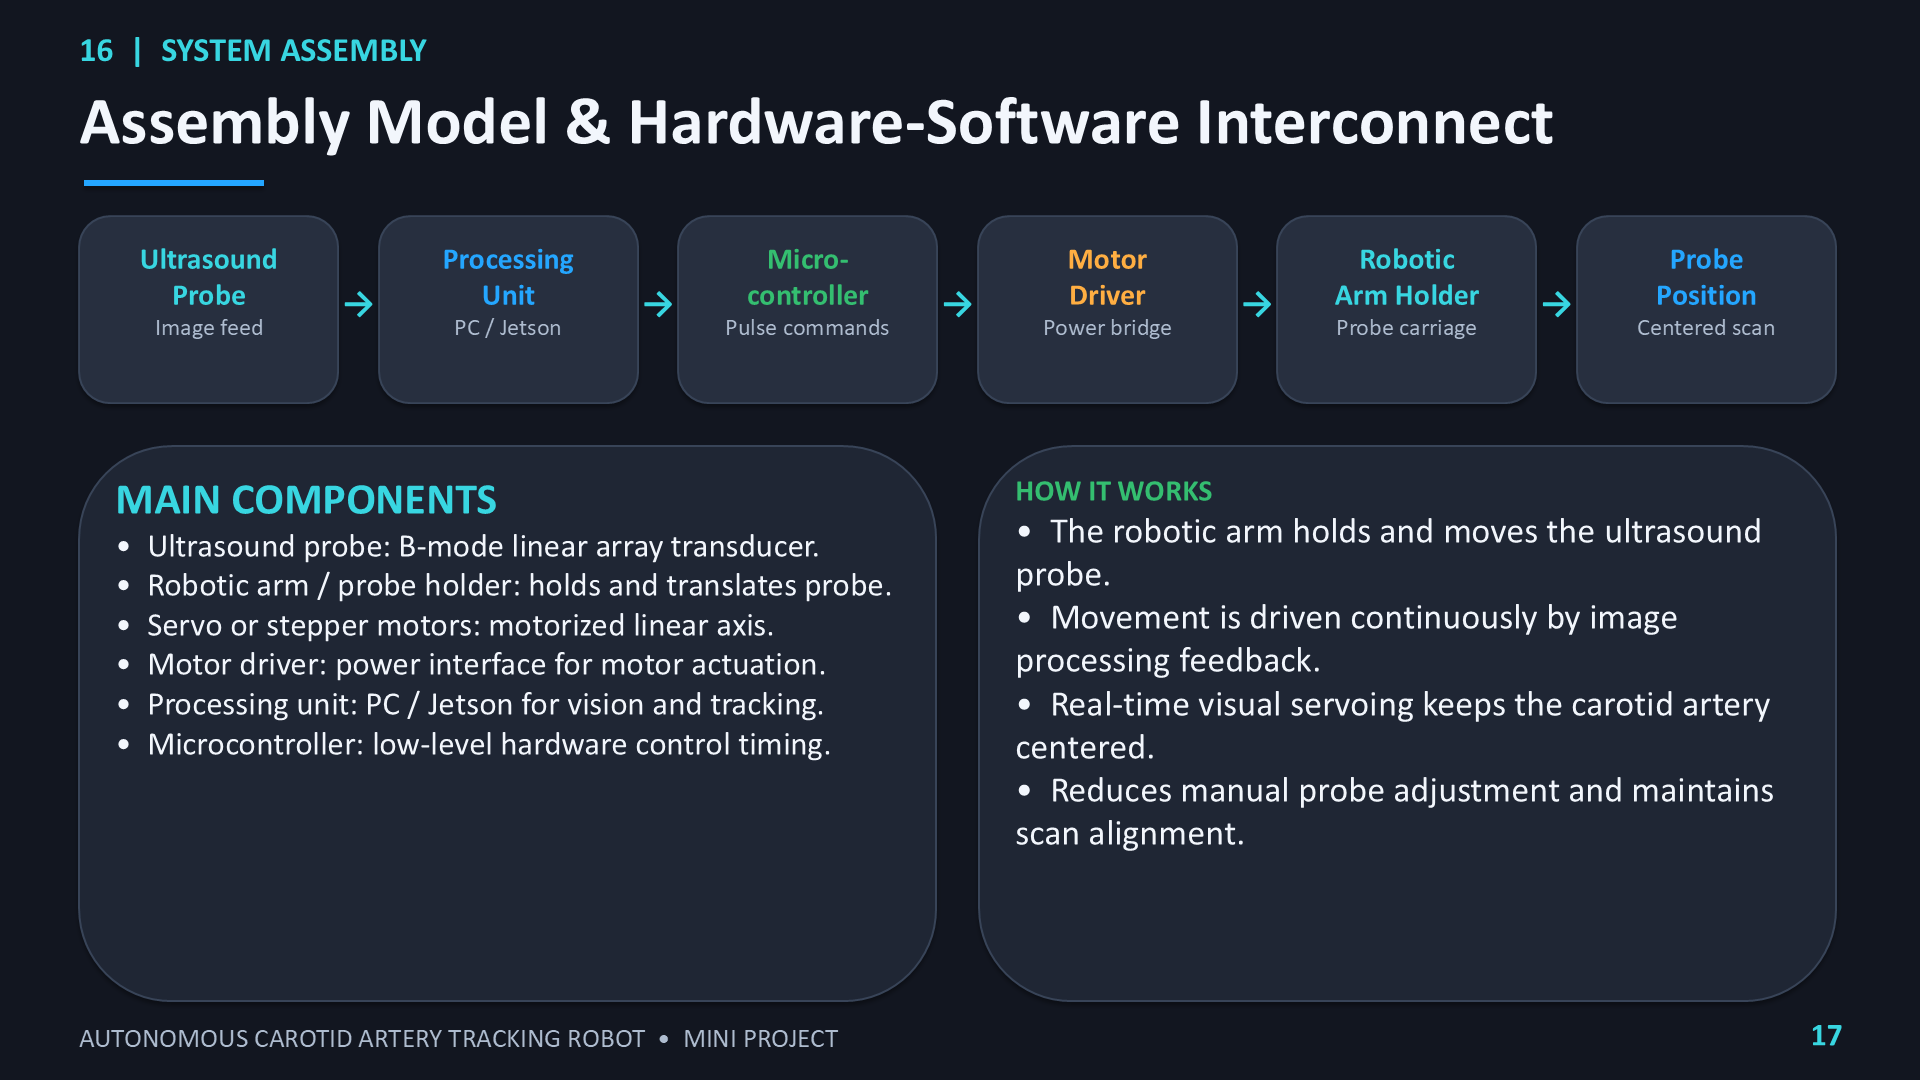 16 | SYSTEM ASSEMBLY
Assembly Model & Hardware-Software Interconnect
Ultrasound
Probe
Image feed
→
Processing
Unit
PC / Jetson
→
Micro-
controller
Pulse commands
→
Motor
Driver
Power bridge
→
Robotic
Arm Holder
Probe carriage
→
Probe
Position
Centered scan
MAIN COMPONENTS
• Ultrasound probe: B-mode linear array transducer.
• Robotic arm / probe holder: holds and translates probe.
• Servo or stepper motors: motorized linear axis.
• Motor driver: power interface for motor actuation.
• Processing unit: PC / Jetson for vision and tracking.
• Microcontroller: low-level hardware control timing.
HOW IT WORKS
• The robotic arm holds and moves the ultrasound
probe.
• Movement is driven continuously by image
processing feedback.
• Real-time visual servoing keeps the carotid artery
centered.
• Reduces manual probe adjustment and maintains
scan alignment.
AUTONOMOUS CAROTID ARTERY TRACKING ROBOT • MINI PROJECT
17